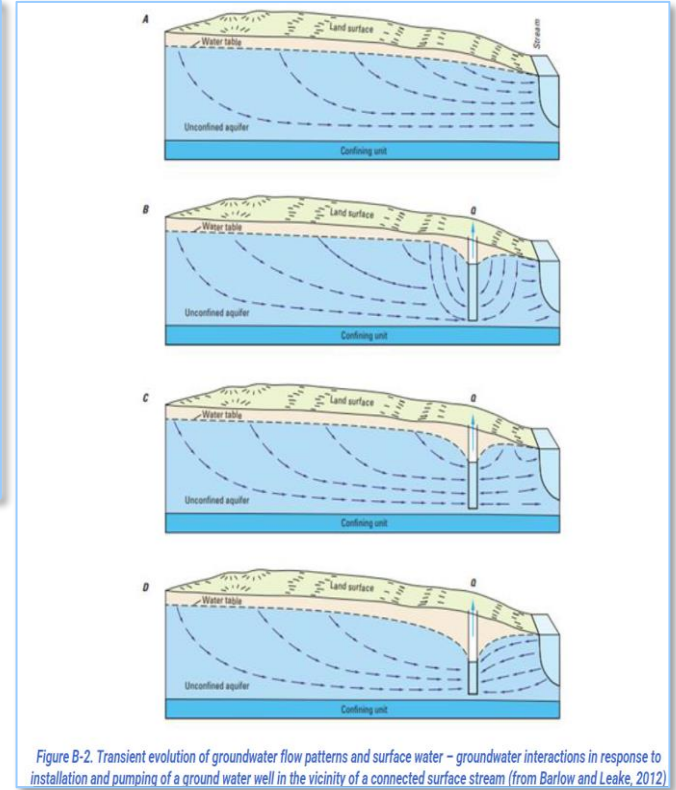 A
Stream
Land surface
Water table
Unconfined aquifer
Confining unit
B
Q
Land surface
Water table
Unconfined aquifer
Confining unit
C
Q
Land surface
Water table
Unconfined aquifer
Confining unit
D
Q
Land surface
Water table
Unconfined aquifer
Confining unit
Figure B-2. Transient evolution of groundwater flow patterns and surface water – groundwater interactions in response to
installation and pumping of a ground water well in the vicinity of a connected surface stream (from Barlow and Leake, 2012)